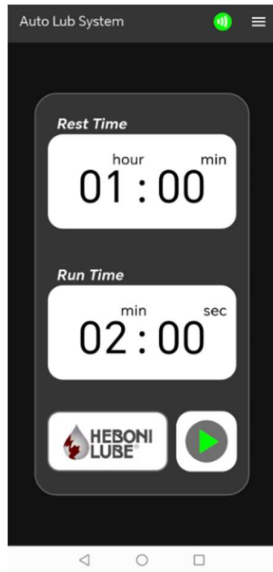 Auto Lub System
Rest Time
hour min
01 : 00
Run Time
min sec
02 : 00
HEBONI
LUBE